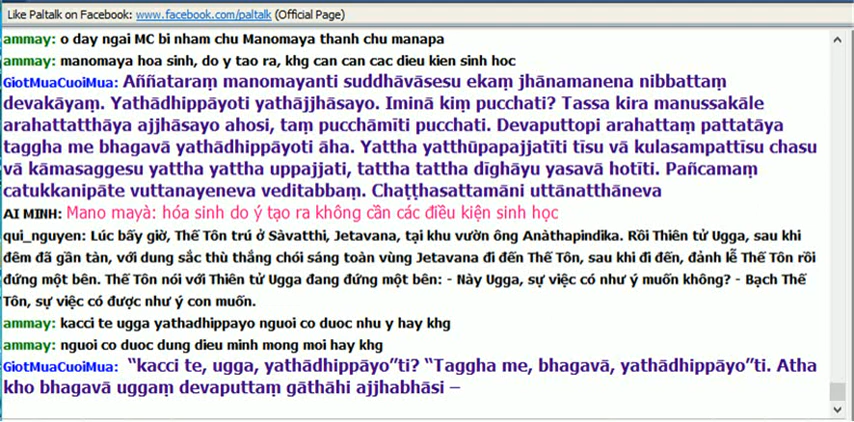 Like Paltalk on Facebook: www.facebook.com/paltalk (Official Page)
ammay: o day ngai MC bi nham chu Manomaya thanh chu manapa
ammay: manomaya hoa sinh, do y tao ra, khg can can cac dieu kien sinh hoc
GiotMuaCuoiMua: Aññataraṃ manomayanti suddhāvāsesu ekaṃ jhānamanena nibbattaṃ
devakāyaṃ. Yathādhippāyoti yathājjhāsayo. Iminā kiṃ pucchati? Tassa kira manussakāle
arahattatthāya ajjhāsayo ahosi, taṃ pucchāmīti pucchati. Devaputtopi arahattaṃ pattatāya
taggha me bhagavā yathādhippāyoti āha. Yattha yatthūpapajjatīti tīsu vā kulasampattīsu chasu
vā kāmasaggesu yattha yattha uppajjati, tattha tattha dīghāyu yasavā hotīti. Pañcamaṃ
catukkanipāte vuttanayeneva veditabbaṃ. Chaṭṭhasattamāni uttānatthāneva
AI MINH: Mano mayà: hóa sinh do ý tạo ra không cần các điều kiện sinh học
qui_nguyen: Lúc bấy giờ, Thế Tôn trú ở Sàvatthi, Jetavana, tại khu vườn ông Anàthapindika. Rồi Thiên tử Ugga, sau khi
đêm đã gần tàn, với dung sắc thù thắng chói sáng toàn vùng Jetavana đi đến Thế Tôn, sau khi đi đến, đảnh lễ Thế Tôn rồi
đứng một bên. Thế Tôn nói với Thiên tử Ugga đang đứng một bên: - Này Ugga, sự việc có như ý muốn không? - Bạch Thế
Tôn, sự việc có được như ý con muốn.
ammay: kacci te ugga yathadhippayo nguoi co duoc nhu y hay khg
ammay: nguoi co duoc dung dieu minh mong moi hay khg
GiotMuaCuoiMua: “kacci te, ugga, yathādhippāyo”ti? “Taggha me, bhagavā, yathādhippāyo”ti. Atha
kho bhagavā uggaṃ devaputtaṃ gāthāhi ajjhabhāsi –